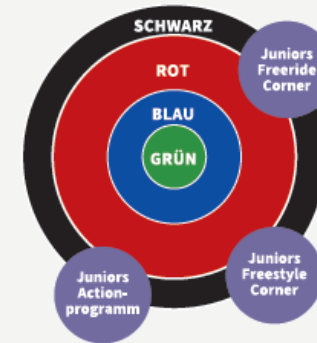 SCHWARZ
ROT
BLAU
GRÜN
Juniors
Freeride
Corner
Juniors
Freestyle
Corner
Juniors
Action-
programm